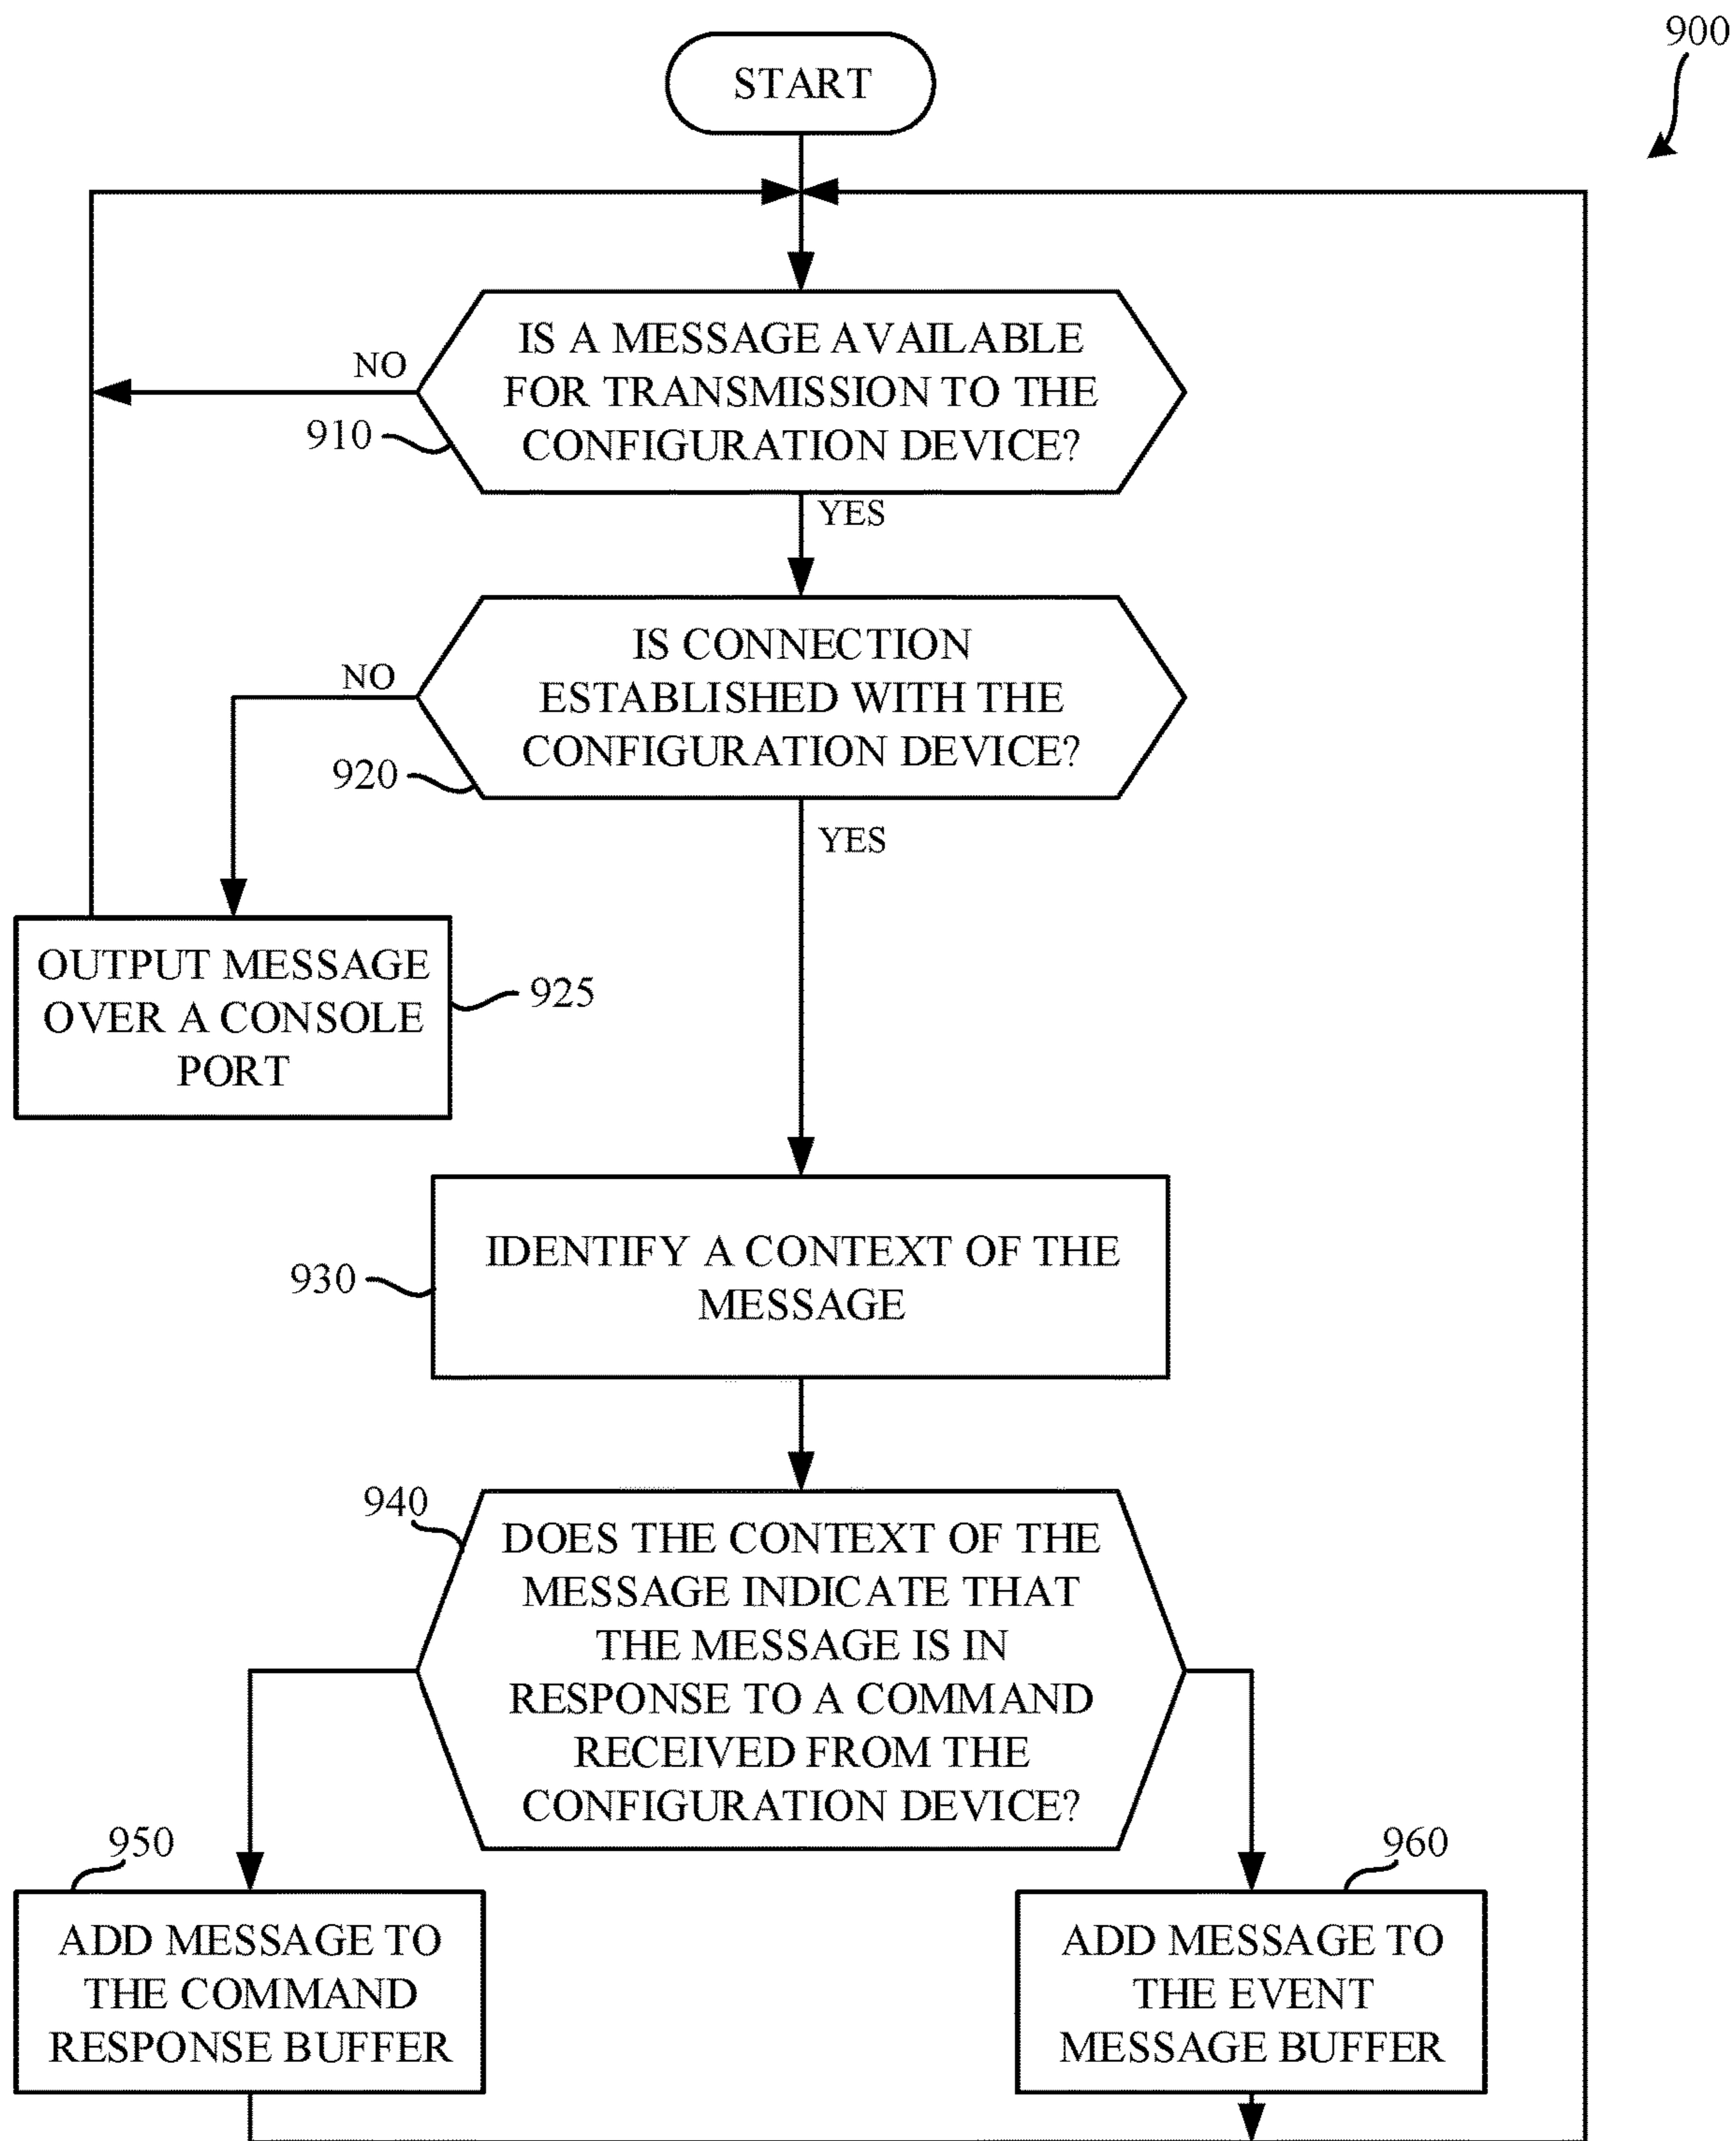 900
START
IS A MESSAGE AVAILABLE
FOR TRANSMISSION TO THE
CONFIGURATION DEVICE?
NO
910
YES
IS CONNECTION
ESTABLISHED WITH THE
CONFIGURATION DEVICE?
NO
920
YES
OUTPUT MESSAGE
OVER A CONSOLE
PORT
925
IDENTIFY A CONTEXT OF THE
MESSAGE
930
940
DOES THE CONTEXT OF THE
MESSAGE INDICATE THAT
THE MESSAGE IS IN
RESPONSE TO A COMMAND
RECEIVED FROM THE
CONFIGURATION DEVICE?
950
ADD MESSAGE TO
THE COMMAND
RESPONSE BUFFER
960
ADD MESSAGE TO
THE EVENT
MESSAGE BUFFER